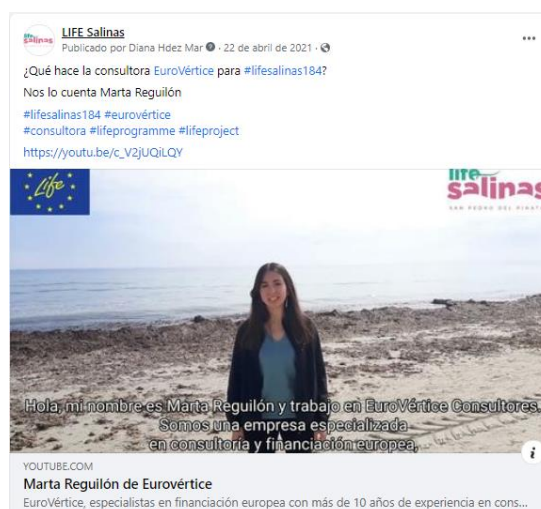 LIFE Salinas
Publicado por Diana Hdez Mar · 22 de abril de 2021 ·
¿Qué hace la consultora EuroVértice para #lifesalinas184?
Nos lo cuenta Marta Reguilón
#lifesalinas184 #eurovértice
#consultora #lifeprogramme #lifeproject
https://youtu.be/c_V2jUQiLQY
Life
life
salinas
SAN PEDRO DEL PINATA
Hola, mi nombre es Marta Reguilón y trabajo en EuroVértice Consultores.
Somos una empresa especializada
en consultoría y financiación europea,
YOUTUBE.COM
Marta Reguilón de Eurovértice
EuroVértice, especialistas en financiación europea con más de 10 años de experiencia en cons...